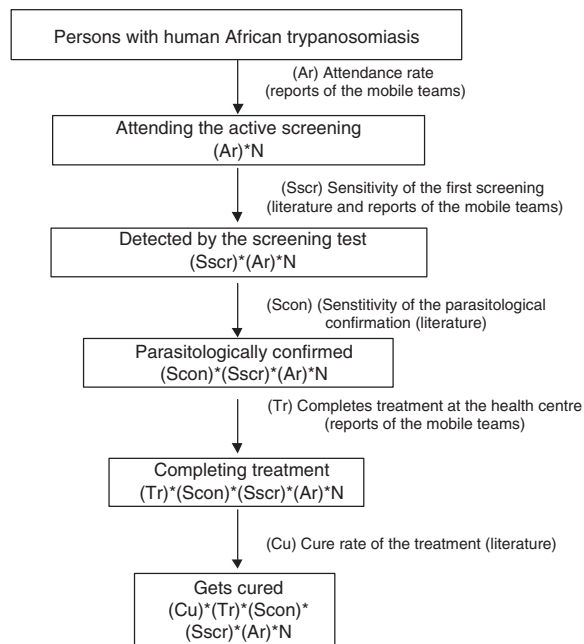 Persons with human African trypanosomiasis
(Ar) Attendance rate
(reports of the mobile teams)
Attending the active screening
(Ar)*N
(Sscr) Sensitivity of the first screening
(literature and reports of the mobile teams)
Detected by the screening test
(Sscr)*(Ar)*N
(Scon) (Senstitivity of the parasitological
confirmation (literature)
Parasitologically confirmed
(Scon)*(Sscr)*(Ar)*N
(Tr) Completes treatment at the health centre
(reports of the mobile teams)
Completing treatment
(Tr)*(Scon)*(Sscr)*(Ar)*N
(Cu) Cure rate of the treatment (literature)
Gets cured
(Cu)*(Tr)*(Scon)*
(Sscr)*(Ar)*N